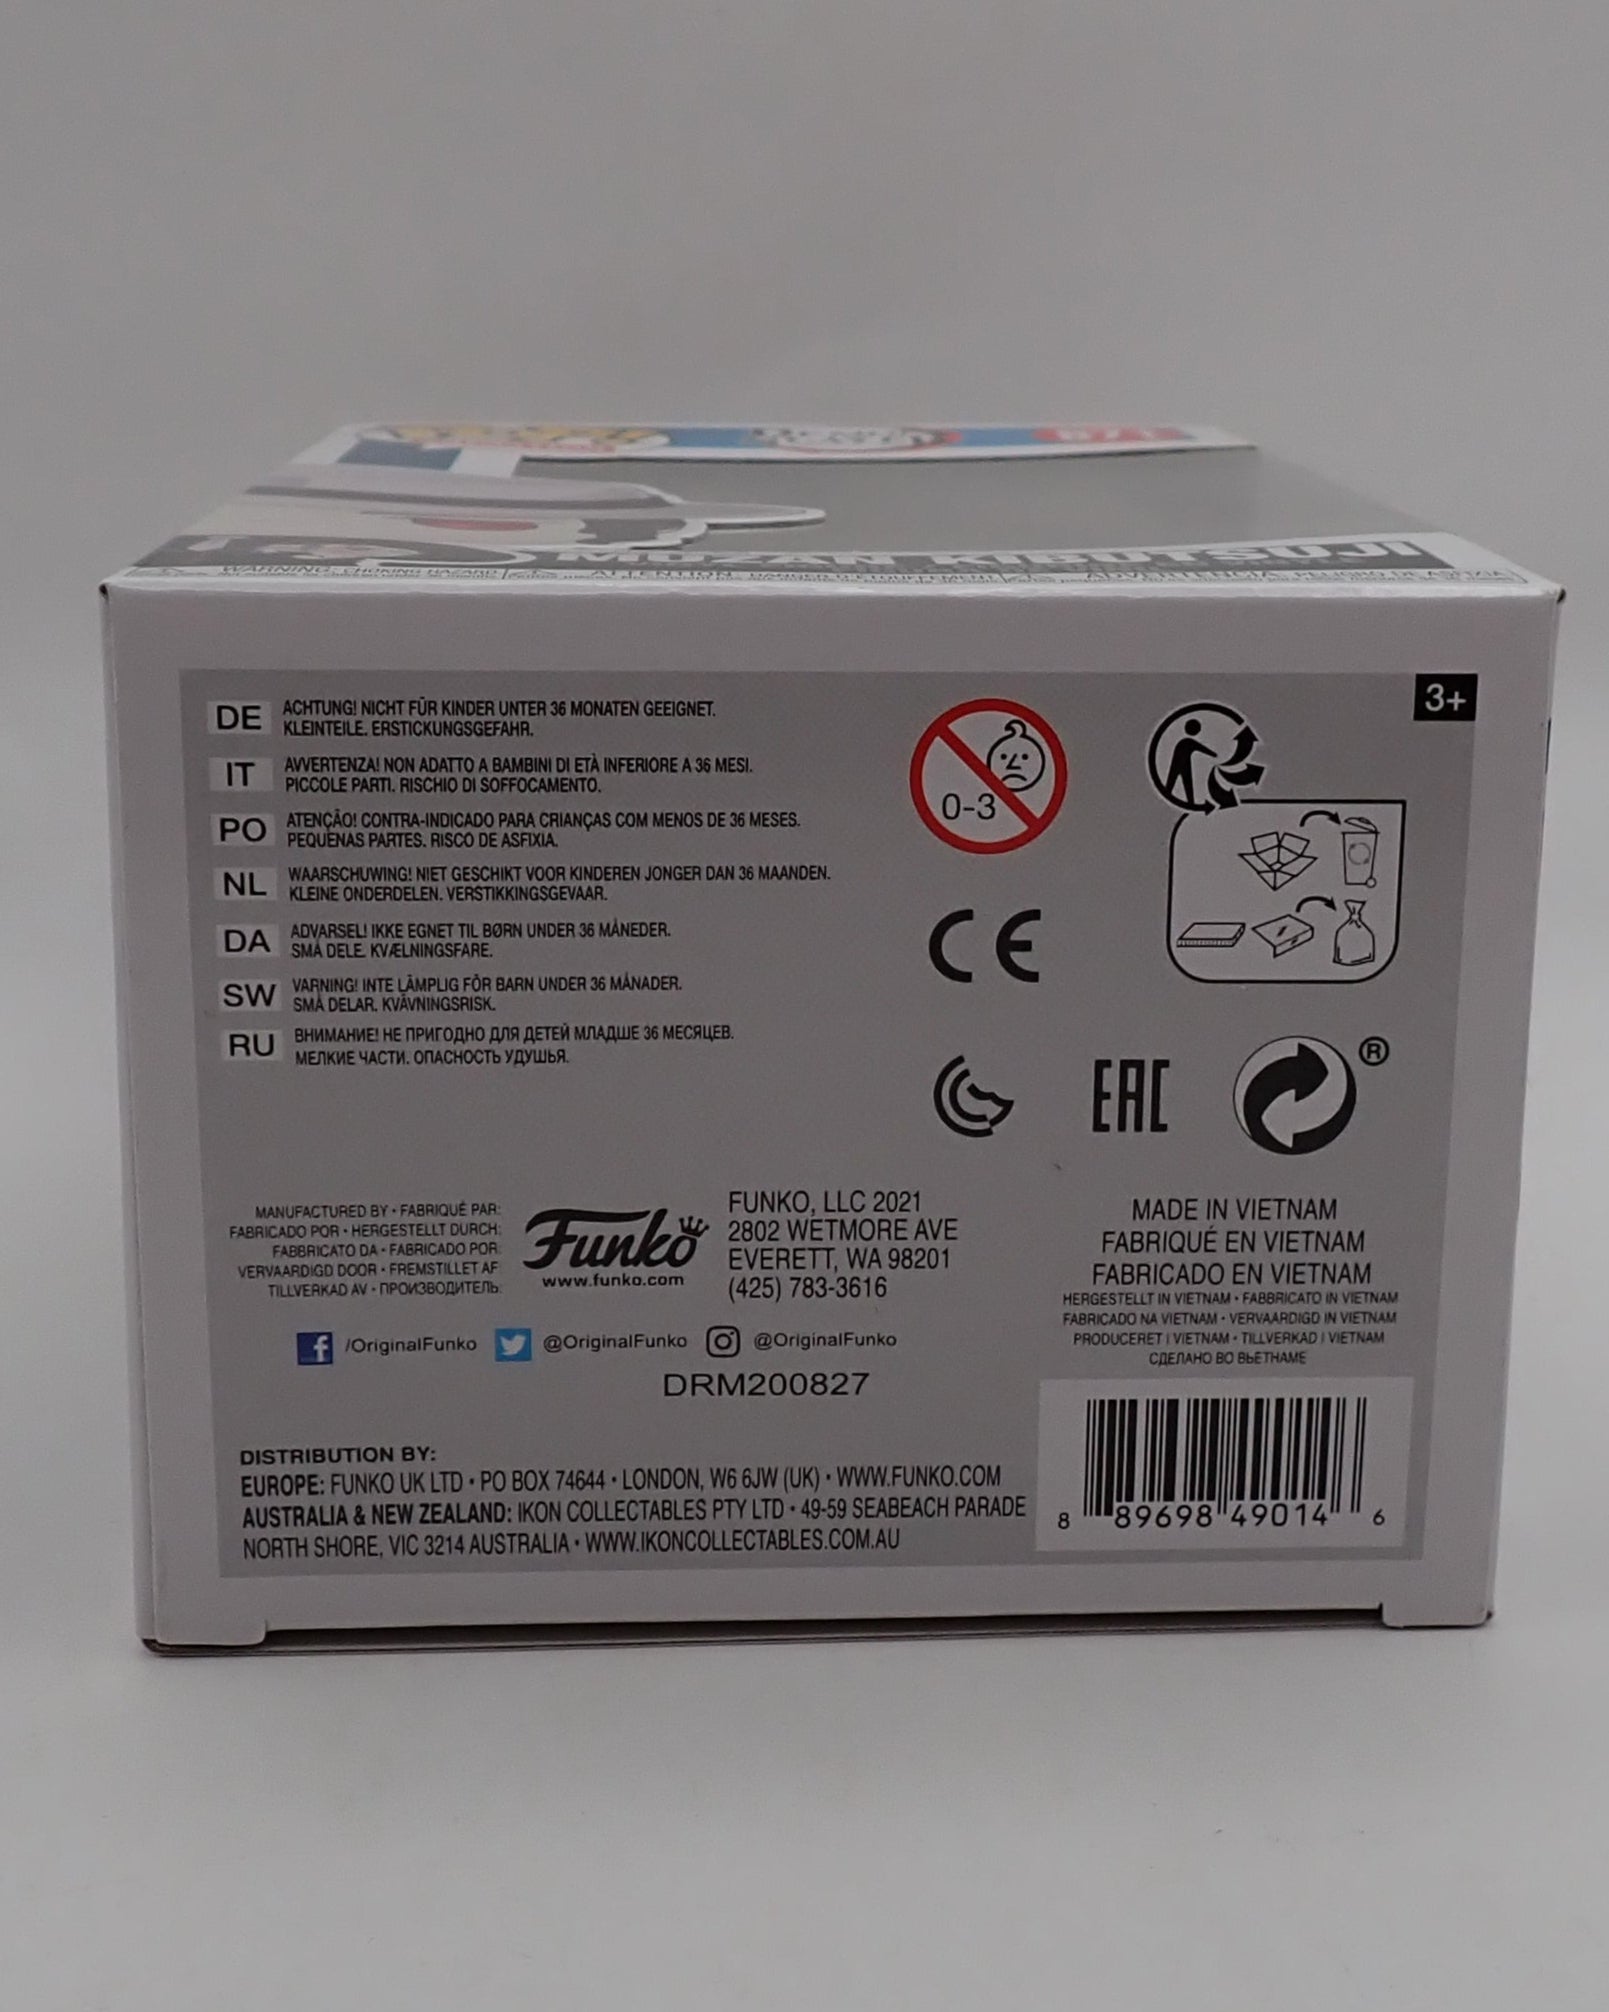 MUZAN KIBUTSUJI
WARNING: CHOKING HAZARD
ATTENTION: DANGER D'ÉTOUFFEMENT
ADVERTENCIA: PELIGRO DE ASFIXIA
3+
DE ACHTUNG! NICHT FÜR KINDER UNTER 36 MONATEN GEEIGNET.
KLEINTEILE. ERSTICKUNGSGEFAHR.
IT AVVERTENZA! NON ADATTO A BAMBINI DI ETÀ INFERIORE A 36 MESI.
PICCOLE PARTI. RISCHIO DI SOFFOCAMENTO.
PO ATENÇÃO! CONTRA-INDICADO PARA CRIANÇAS COM MENOS DE 36 MESES.
PEQUENAS PARTES. RISCO DE ASFIXIA.
NL WAARSCHUWING! NIET GESCHIKT VOOR KINDEREN JONGER DAN 36 MAANDEN.
KLEINE ONDERDELEN. VERSTIKKINGSGEVAAR.
DA ADVARSEL! IKKE EGNET TIL BØRN UNDER 36 MÅNEDER.
SMÅ DELE. KVÆLNINGSFARE.
SW VARNING! INTE LÄMPLIG FÖR BARN UNDER 36 MÅNADER.
SMÅ DELAR. KVÄVNINGSRISK.
RU ВНИМАНИЕ! НЕ ПРИГОДНО ДЛЯ ДЕТЕЙ МЛАДШЕ 36 МЕСЯЦЕВ.
МЕЛКИЕ ЧАСТИ. ОПАСНОСТЬ УДУШЬЯ.
0-3
CE
EAC
®
MANUFACTURED BY • FABRIQUÉ PAR:
FABRICADO POR • HERGESTELLT DURCH:
FABBRICATO DA • FABRICADO POR:
VERVAARDIGD DOOR • FREMSTILLET AF
TILLVERKAD AV • ПРОИЗВОДИТЕЛЬ:
Funko
www.funko.com
FUNKO, LLC 2021
2802 WETMORE AVE
EVERETT, WA 98201
(425) 783-3616
/OriginalFunko @OriginalFunko @OriginalFunko
DRM200827
MADE IN VIETNAM
FABRIQUÉ EN VIETNAM
FABRICADO EN VIETNAM
HERGESTELLT IN VIETNAM • FABBRICATO IN VIETNAM
FABRICADO NA VIETNAM • VERVAARDIGD IN VIETNAM
PRODUCERET I VIETNAM • TILLVERKAD I VIETNAM
СДЕЛАНО ВО ВЬЕТНАМЕ
DISTRIBUTION BY:
EUROPE: FUNKO UK LTD • PO BOX 74644 • LONDON, W6 6JW (UK) • WWW.FUNKO.COM
AUSTRALIA & NEW ZEALAND: IKON COLLECTABLES PTY LTD • 49-59 SEABEACH PARADE
NORTH SHORE, VIC 3214 AUSTRALIA • WWW.IKONCOLLECTABLES.COM.AU
8 89698 49014 6